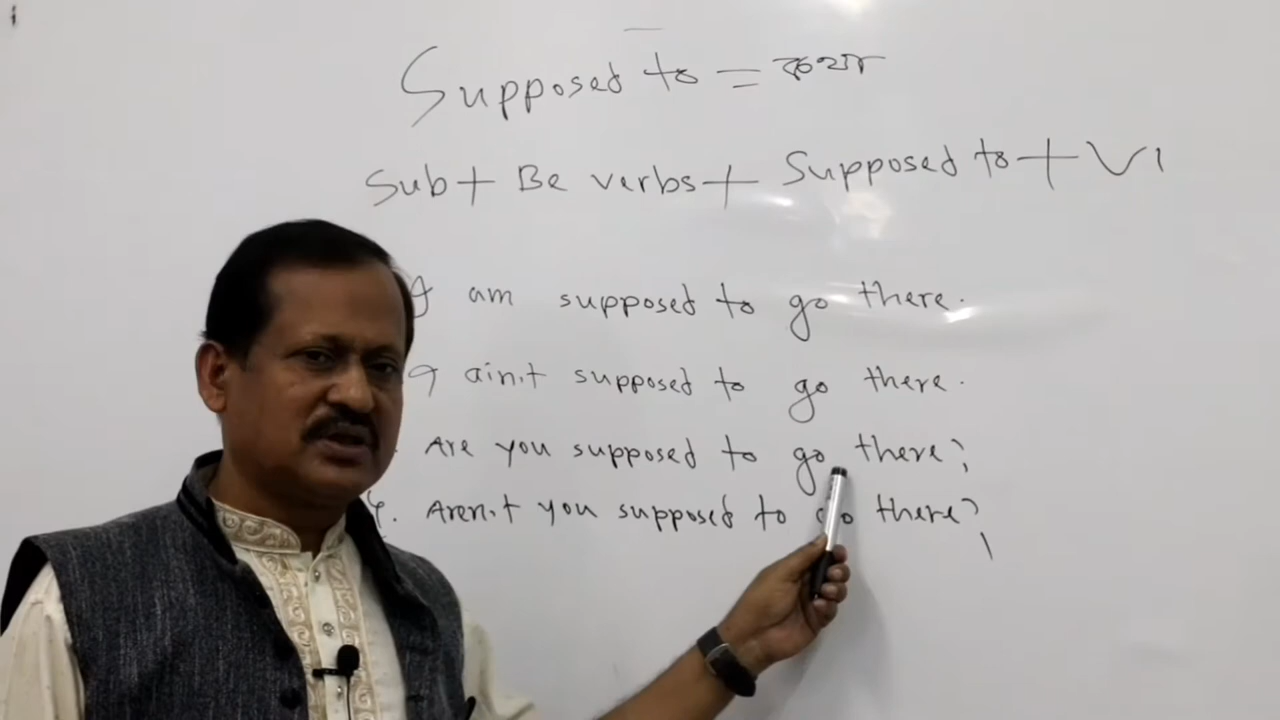 Supposed to = কথা
Sub + Be verbs + Supposed to + V1
I am supposed to go there.
I ain't supposed to go there.
Are you supposed to go there?
4. Aren't you supposed to go there?